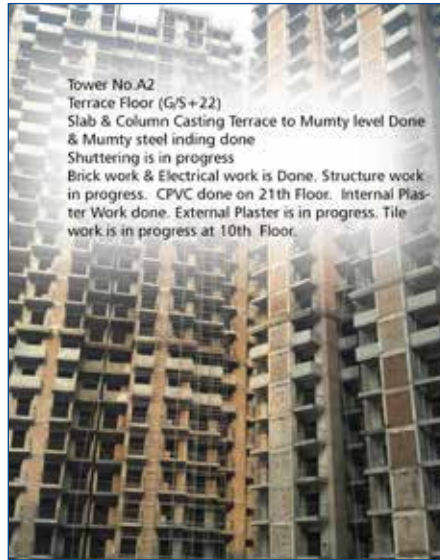 Tower No.A2
Terrace Floor (G/S+22)
Slab & Column Casting Terrace to Mumty level Done
& Mumty steel inding done
Shuttering is in progress
Brick work & Electrical work is Done. Structure work
in progress.  CPVC done on 21th Floor.  Internal Plas-
ter Work done. External Plaster is in progress. Tile
work is in progress at 10th  Floor.